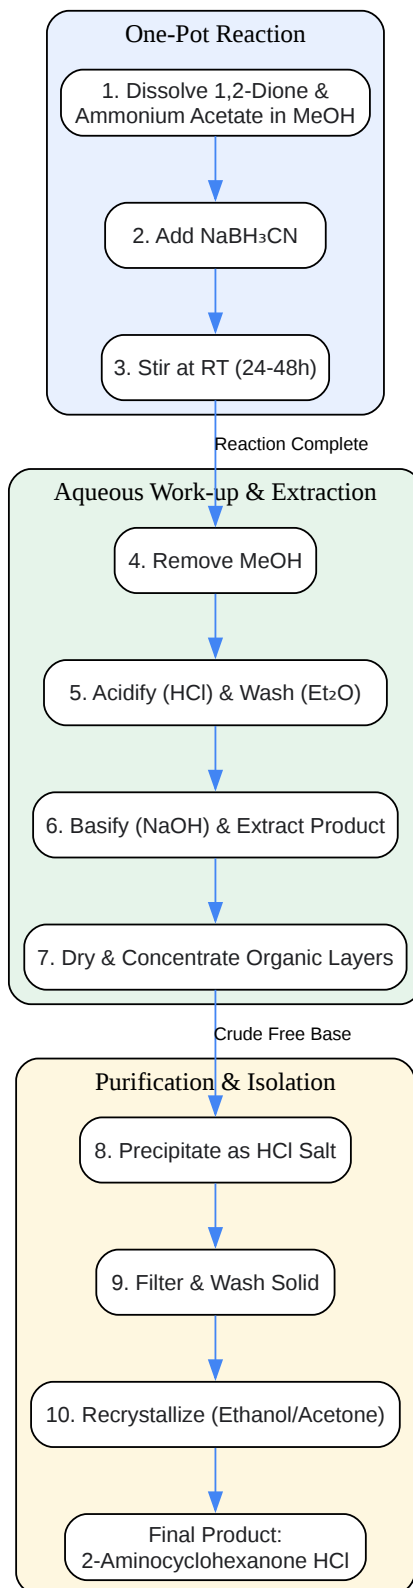 One-Pot Reaction
1. Dissolve 1,2-Dione &
Ammonium Acetate in MeOH
2. Add NaBH₃CN
3. Stir at RT (24-48h)
Reaction Complete
Aqueous Work-up & Extraction
4. Remove MeOH
5. Acidify (HCl) & Wash (Et₂O)
6. Basify (NaOH) & Extract Product
7. Dry & Concentrate Organic Layers
Crude Free Base
Purification & Isolation
8. Precipitate as HCl Salt
9. Filter & Wash Solid
10. Recrystallize (Ethanol/Acetone)
Final Product:
2-Aminocyclohexanone HCl